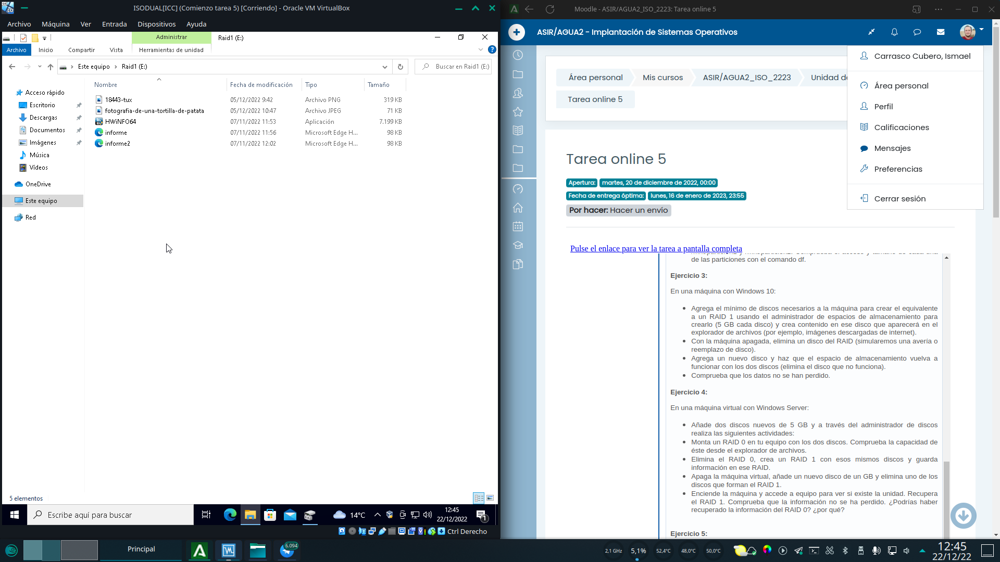 ISODUAL[ICC] (Comienzo tarea 5) [Corriendo] - Oracle VM VirtualBox
Archivo Máquina Ver Entrada Dispositivos Ayuda
Administrar Raid1 (E:)
Archivo Inicio Compartir Vista Herramientas de unidad
Este equipo Raid1 (E:) Buscar en Raid1 (E:)
Nombre Fecha de modificación Tipo Tamaño
18443-tux 05/12/2022 9:42 Archivo PNG 319 KB
fotografia-de-una-tortilla-de-patata 05/12/2022 10:47 Archivo JPEG 71 KB
HWiNFO64 07/11/2022 11:53 Aplicación 7.199 KB
informe 07/11/2022 11:56 Microsoft Edge H... 98 KB
informe2 07/11/2022 12:02 Microsoft Edge H... 98 KB
Acceso rápido
Escritorio
Descargas
Documentos
Imágenes
Música
Vídeos
OneDrive
Este equipo
Red
5 elementos
Escribe aquí para buscar
14°C
12:45
22/12/2022
1
Ctrl Derecho
Moodle - ASIR/AGUA2_ISO_2223: Tarea online 5
ASIR/AGUA2 - Implantación de Sistemas Operativos
Carrasco Cubero, Ismael
Área personal
Perfil
Calificaciones
Mensajes
Preferencias
Cerrar sesión
Área personal Mis cursos ASIR/AGUA2_ISO_2223 Unidad
Tarea online 5
Tarea online 5
Apertura: martes, 20 de diciembre de 2022, 00:00
Fecha de entrega óptima: lunes, 16 de enero de 2023, 23:55
Por hacer: Hacer un envío
Pulse el enlace para ver la tarea a pantalla completa
de las particiones con el comando df.
Ejercicio 3:
En una máquina con Windows 10:
Agrega el mínimo de discos necesarios a la máquina para crear el equivalente
a un RAID 1 usando el administrador de espacios de almacenamiento para
crearlo (5 GB cada disco) y crea contenido en ese disco que aparecerá en el
explorador de archivos (por ejemplo, imágenes descargadas de internet).
Con la máquina apagada, elimina un disco del RAID (simularemos una avería o
reemplazo de disco).
Agrega un nuevo disco y haz que el espacio de almacenamiento vuelva a
funcionar con los dos discos (elimina el disco que no funciona).
Comprueba que los datos no se han perdido.
Ejercicio 4:
En una máquina virtual con Windows Server:
Añade dos discos nuevos de 5 GB y a través del administrador de discos
realiza las siguientes actividades:
Monta un RAID 0 en tu equipo con los dos discos. Comprueba la capacidad de
éste desde el explorador de archivos.
Elimina el RAID 0, crea un RAID 1 con esos mismos discos y guarda
información en ese RAID.
Apaga la máquina virtual, añade un nuevo disco de un GB y elimina uno de los
discos que forman el RAID 1.
Enciende la máquina y accede a equipo para ver si existe la unidad. Recupera
el RAID 1. Comprueba que la información no se ha perdido. ¿Podrías haber
recuperado la información del RAID 0? ¿por qué?
Ejercicio 5:
Principal
6.094
2,1 GHz 5,1% 52,4°C 48,0°C 50,0°C
12:45
22/12/22